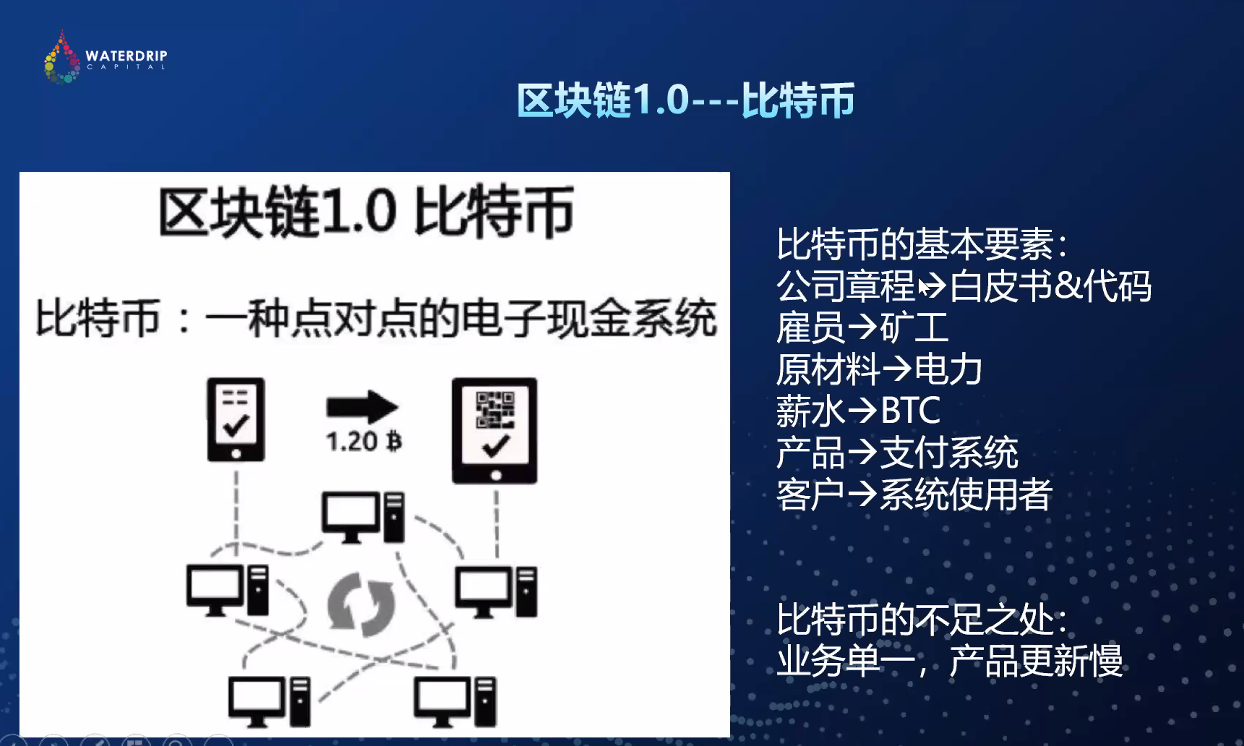 WATERDRIP
CAPITAL
区块链1.0---比特币
区块链1.0 比特币
比特币：一种点对点的电子现金系统
1.20 ₿
比特币的基本要素：
公司章程→白皮书&代码
雇员→矿工
原材料→电力
薪水→BTC
产品→支付系统
客户→系统使用者
比特币的不足之处：
业务单一，产品更新慢